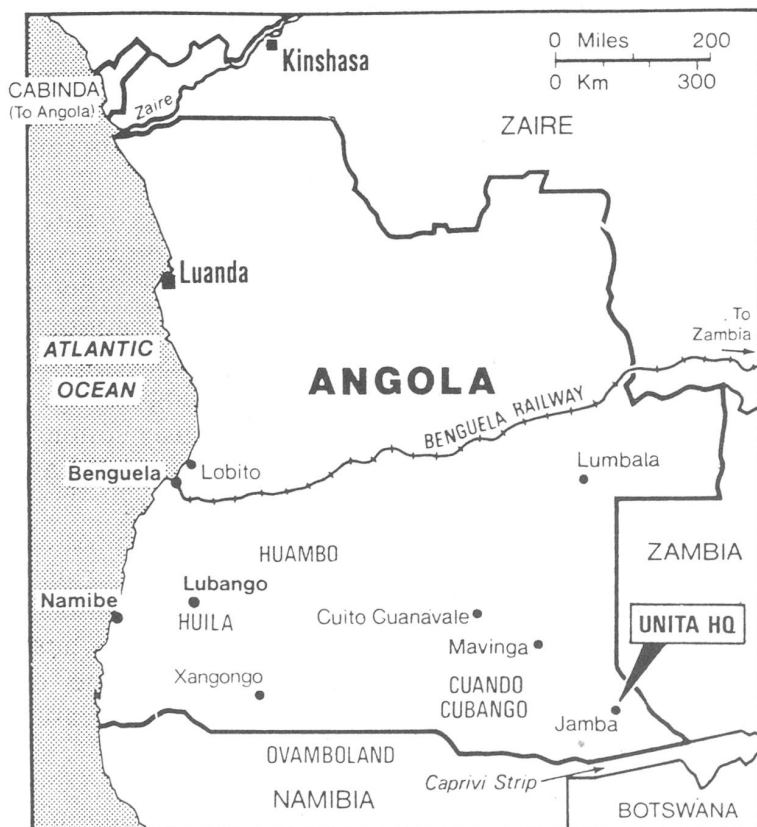 0 Miles 200
0 Km 300
Kinshasa
CABINDA
(To Angola)
Zaire
ZAIRE
Luanda
To
Zambia
ATLANTIC
OCEAN
ANGOLA
BENGUELA RAILWAY
Benguela
Lobito
Lumbala
HUAMBO
ZAMBIA
Lubango
Namibe
HUILA
Cuito Guanavale
UNITA HQ
Mavinga
Xangongo
CUANDO
CUBANGO
Jamba
OVAMBOLAND
Caprivi Strip
NAMIBIA
BOTSWANA